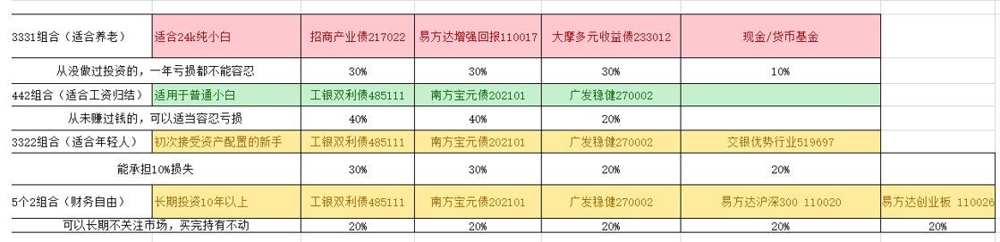 3331组合（适合养老） 适合24k纯小白 招商产业债217022 易方达增强回报110017 大摩多元收益债233012 现金/货币基金
从没做过投资的，一年亏损都不能容忍 30% 30% 30% 10%
442组合（适合工资归结） 适用于普通小白 工银双利债485111 南方宝元债202101 广发稳健270002
从未赚过钱的，可以适当容忍亏损 40% 40% 20%
3322组合（适合年轻人） 初次接受资产配置的新手 工银双利债485111 南方宝元债202101 广发稳健270002 交银优势行业519697
能承担10%损失 30% 30% 20% 20%
5个2组合（财务自由） 长期投资10年以上 工银双利债485111 南方宝元债202101 广发稳健270002 易方达沪深300 110020 易方达创业板 110026
可以长期不关注市场，买完持有不动 20% 20% 20% 20% 20%